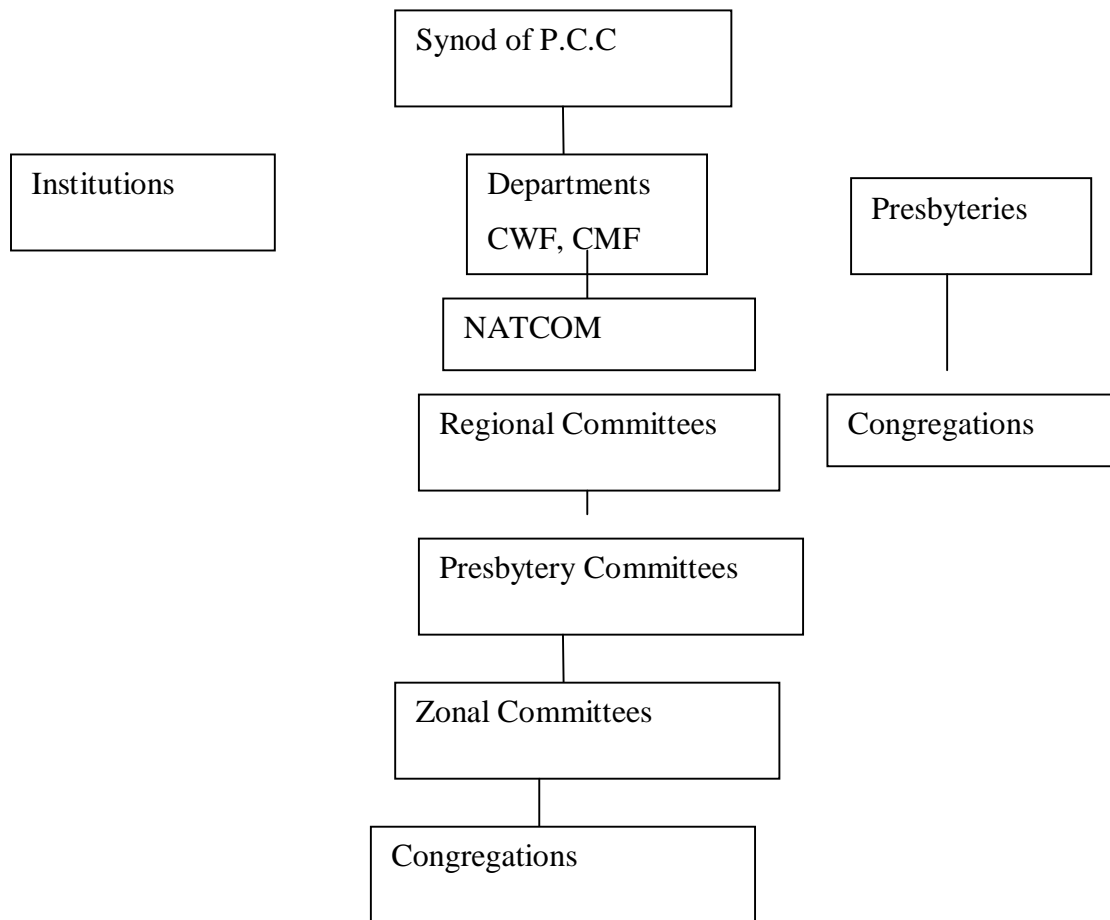 Synod of P.C.C
Institutions
Departments
CWF, CMF
Presbyteries
NATCOM
Regional Committees
Congregations
Presbytery Committees
Zonal Committees
Congregations